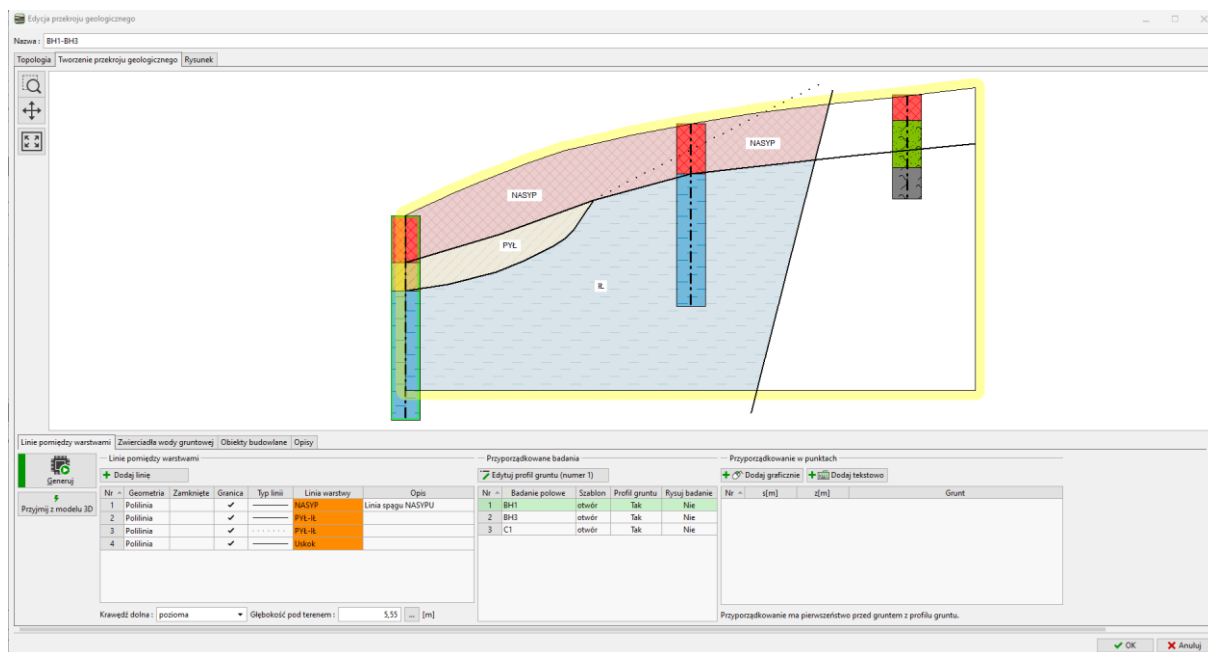 Edycja przekroju geologicznego
Nazwa : BH1-BH3
Topologia Tworzenie przekroju geologicznego Rysunek
NASYP
NASYP
PYŁ
IŁ
Linie pomiędzy warstwami Zwierciadła wody gruntowej Obiekty budowlane Opisy
Generuj
Przyjmij z modelu 3D
Linie pomiędzy warstwami
Dodaj linie
Nr Geometria Zamknięte Granica Typ linii Linia warstwy Opis
1 Polilinia NASYP Linia spągu NASYPU
2 Polilinia PYŁ-IŁ
3 Polilinia PYŁ-IŁ
4 Polilinia Uskok
Krawędź dolna : pozioma Głębokość pod terenem : 5,55 ... [m]
Przyporządkowane badania
Edytuj profil gruntu (numer 1)
Nr Badanie polowe Szablon Profil gruntu Rysuj badanie
1 BH1 otwór Tak Nie
2 BH3 otwór Tak Nie
3 C1 otwór Tak Nie
Przyporządkowanie w punktach
Dodaj graficznie Dodaj tekstowo
Nr s[m] z[m] Grunt
Przyporządkowanie ma pierwszeństwo przed gruntem z profilu gruntu.
OK Anuluj